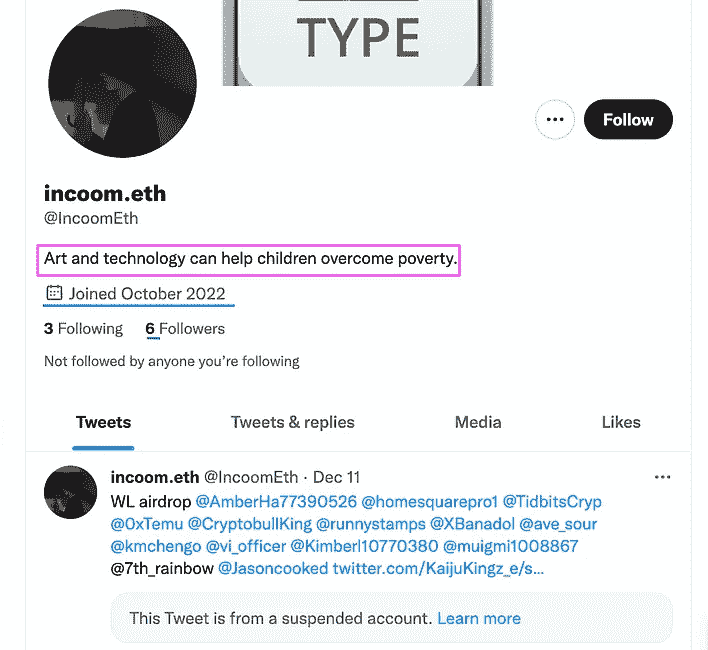 TYPE
Follow
incoom.eth
@IncoomEth
Art and technology can help children overcome poverty.
Joined October 2022
3 Following 6 Followers
Not followed by anyone you're following
Tweets Tweets & replies Media Likes
incoom.eth @IncoomEth · Dec 11
WL airdrop @AmberHa77390526 @homesquarepro1 @TidbitsCryp
@0xTemu @CryptobullKing @runnystamps @XBanadol @ave_sour
@kmchengo @vi_officer @Kimberl10770380 @muigmi1008867
@7th_rainbow @Jasoncooked twitter.com/KaijuKingz_e/s...
This Tweet is from a suspended account. Learn more